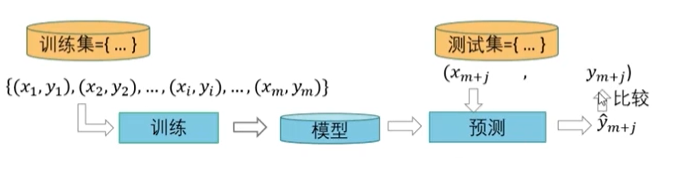 训练集={ … }
测试集={ … }
{(x₁,y₁),(x₂,y₂),…,(xᵢ,yᵢ),…,(xₘ,yₘ)}
(xₘ₊ⱼ , yₘ₊ⱼ)
比较
训练
模型
预测
ŷₘ₊ⱼ